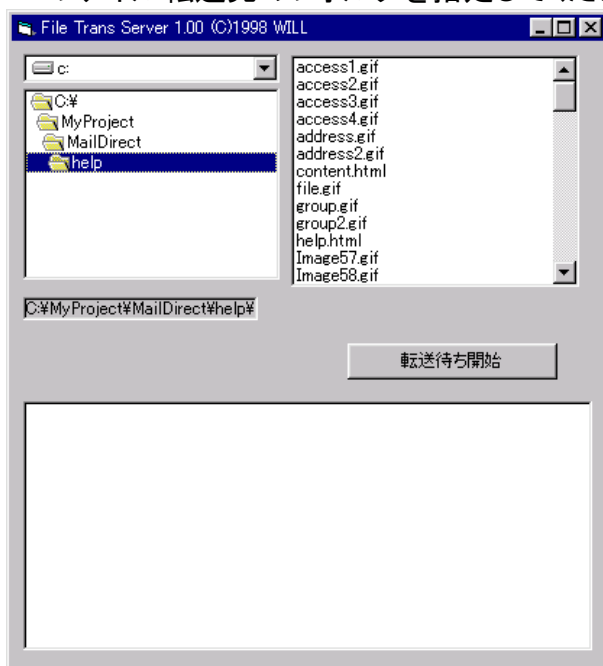 File Trans Server 1.00 (C)1998 WILL
c:
C:¥
MyProject
MailDirect
help
access1.gif
access2.gif
access3.gif
access4.gif
address.gif
address2.gif
content.html
file.gif
group.gif
group2.gif
help.html
Image57.gif
Image58.gif
C:¥MyProject¥MailDirect¥help¥
転送待ち開始